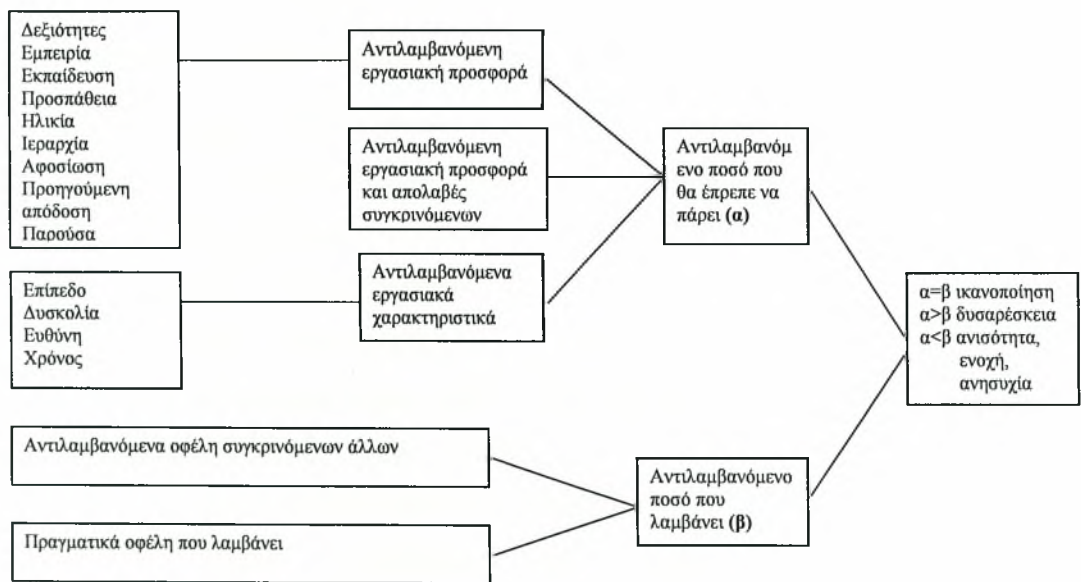 Δεξιότητες
Εμπειρία
Εκπαίδευση
Προσπάθεια
Ηλικία
Ιεραρχία
Αφοσίωση
Προηγούμενη
απόδοση
Παρούσα
Αντιλαμβανόμενη
εργασιακή προσφορά
Αντιλαμβανόμενη
εργασιακή προσφορά
και απολαβές
συγκρινόμενων
Αντιλαμβανόμενα
εργασιακά
χαρακτηριστικά
Επίπεδο
Δυσκολία
Ευθύνη
Χρόνος
Αντιλαμβανόμ
ενο ποσό που
θα έπρεπε να
πάρει (α)
α=β ικανοποίηση
α>β δυσαρέσκεια
α<β ανισότητα,
ενοχή,
ανησυχία
Αντιλαμβανόμενα οφέλη συγκρινόμενων άλλων
Πραγματικά οφέλη που λαμβάνει
Αντιλαμβανόμενο
ποσό που
λαμβάνει (β)